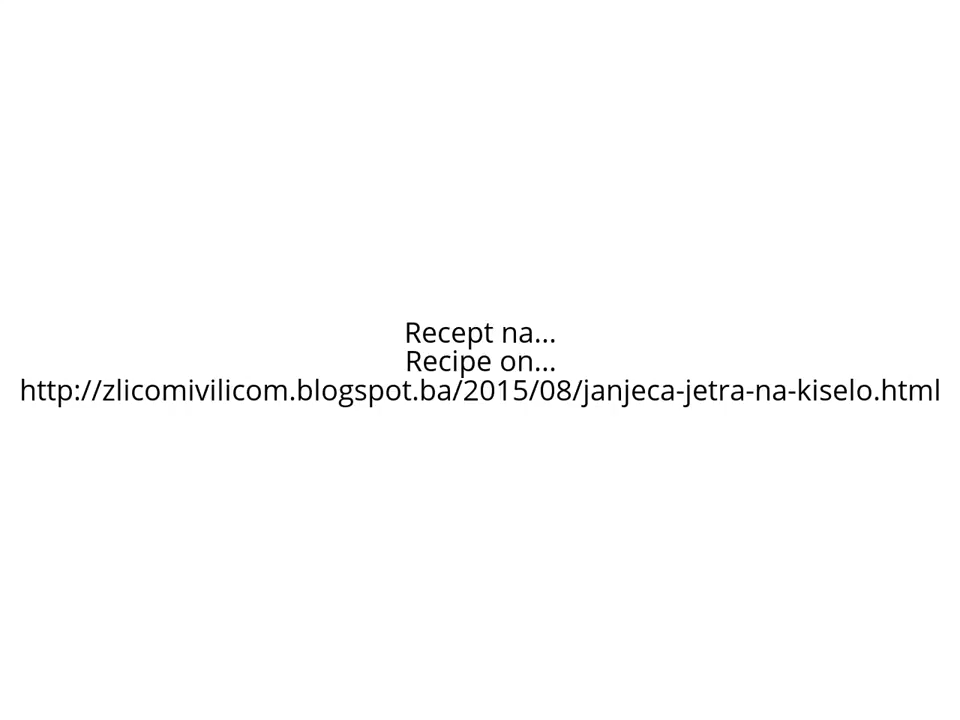 Recept na...
Recipe on...
http://zlicomivilicom.blogspot.ba/2015/08/janjeca-jetra-na-kiselo.html